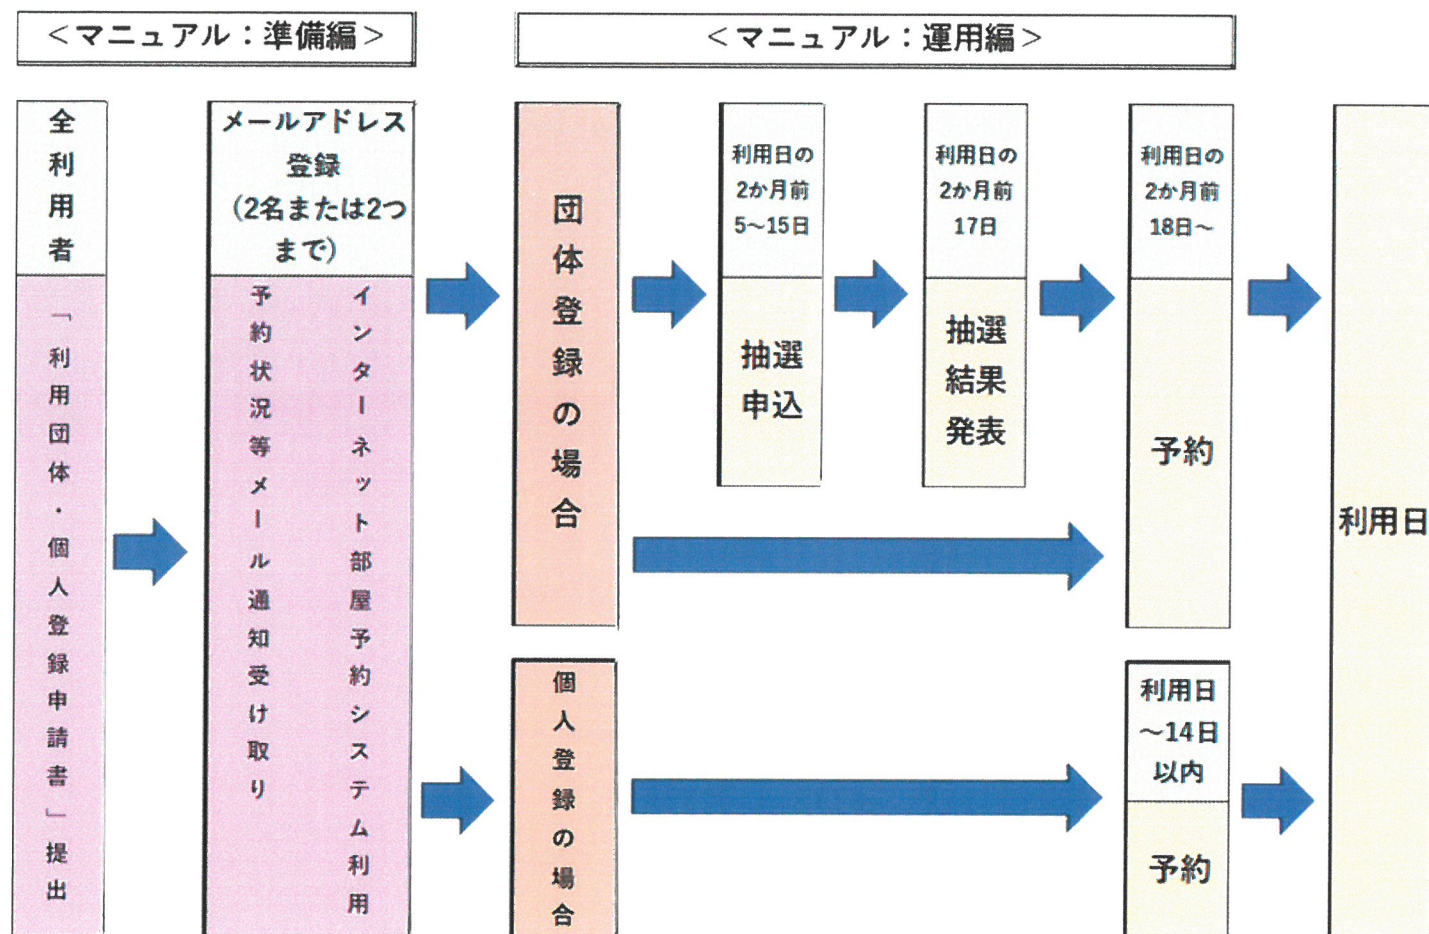 ＜マニュアル：準備編＞
＜マニュアル：運用編＞
全利用者
「利用団体・個人登録申請書」提出
メールアドレス
登録
（2名または2つ
まで）
インターネット部屋予約システム利用
予約状況等メール通知受け取り
団体登録の場合
利用日の
2か月前
5～15日
抽選
申込
利用日の
2か月前
17日
抽選
結果
発表
利用日の
2か月前
18日～
予約
個人登録の場合
利用日
～14日
以内
予約
利用日